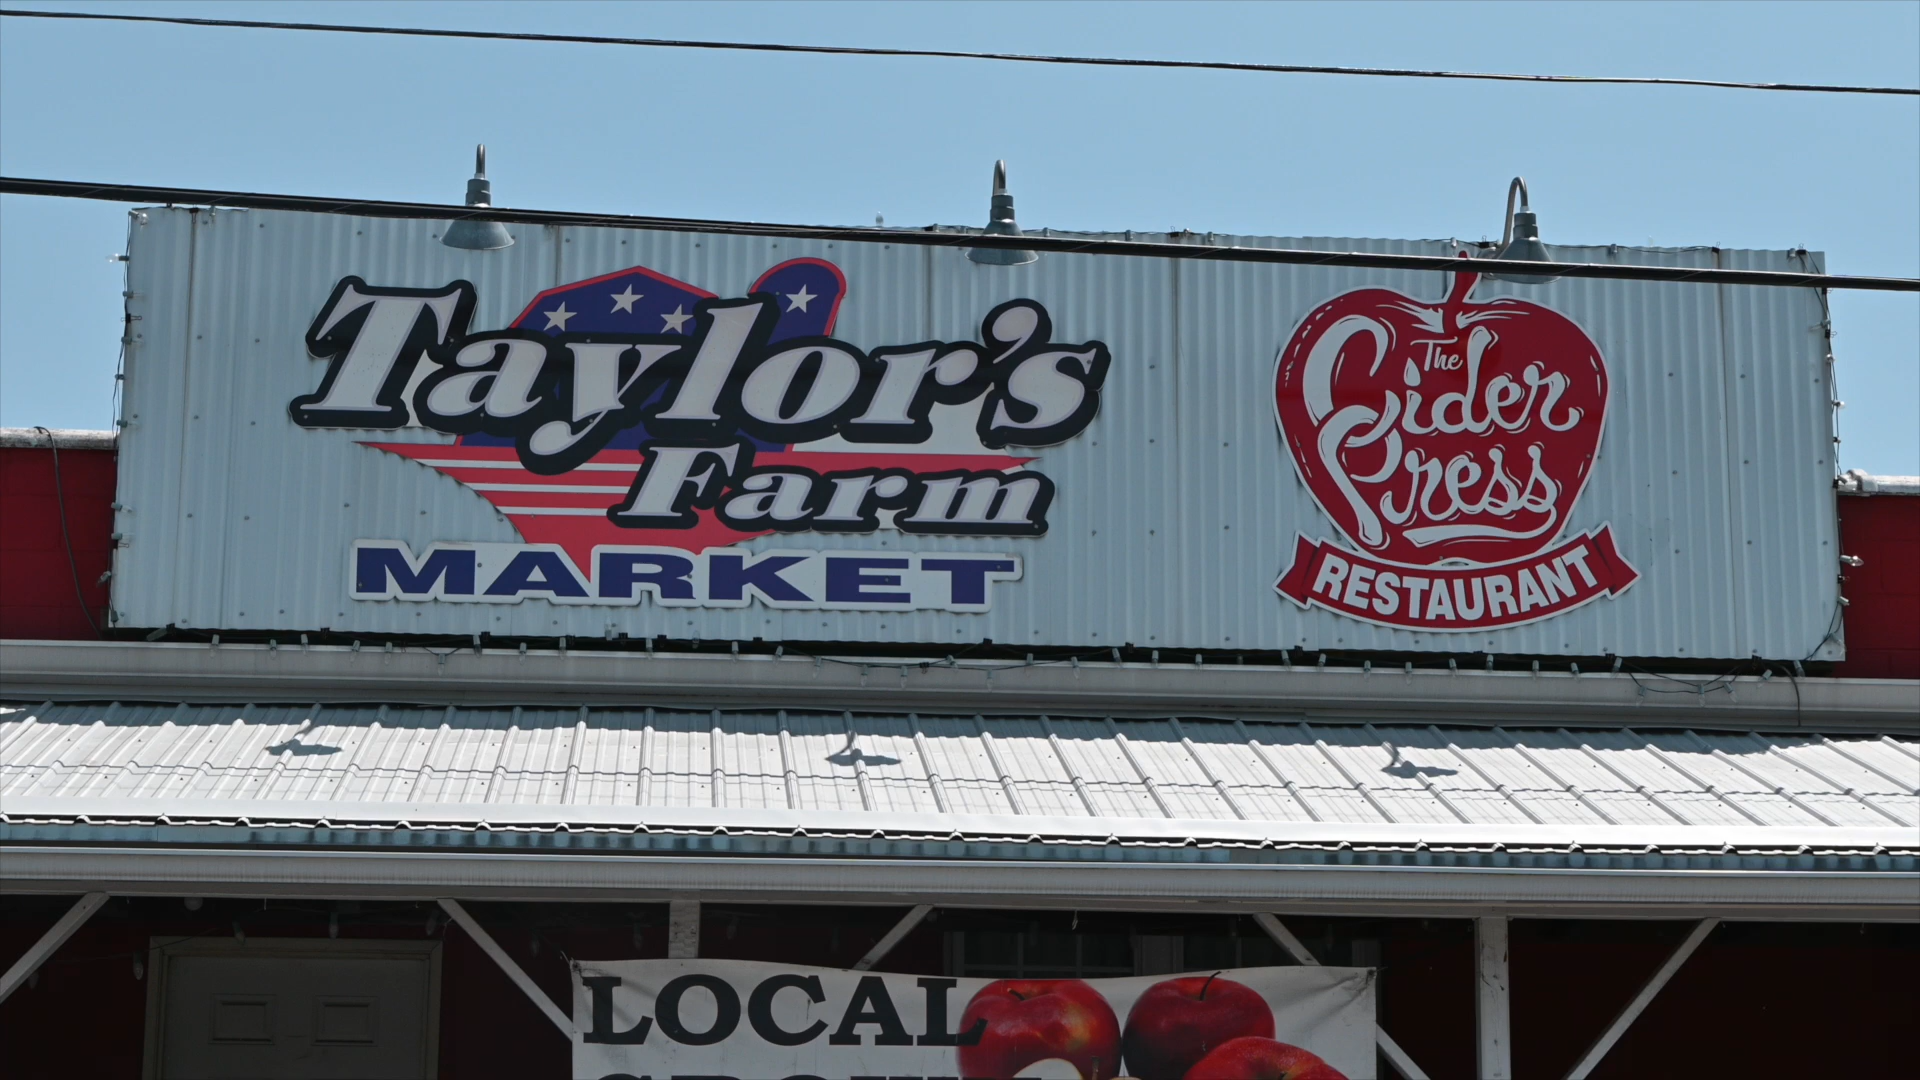 Taylor's
Farm
MARKET
The
Cider
Press
RESTAURANT
LOCAL